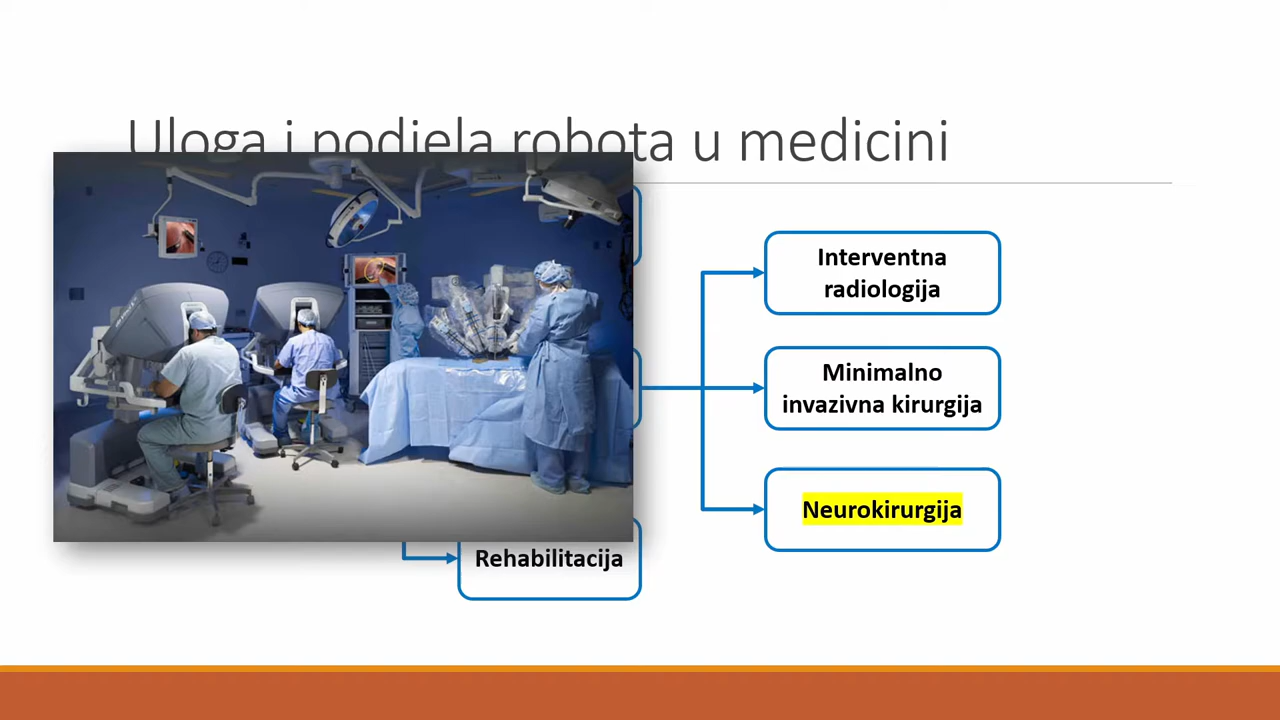 Uloga i podjela robota u medicini
Interventna
radiologija
Minimalno
invazivna kirurgija
Neurokirurgija
Rehabilitacija